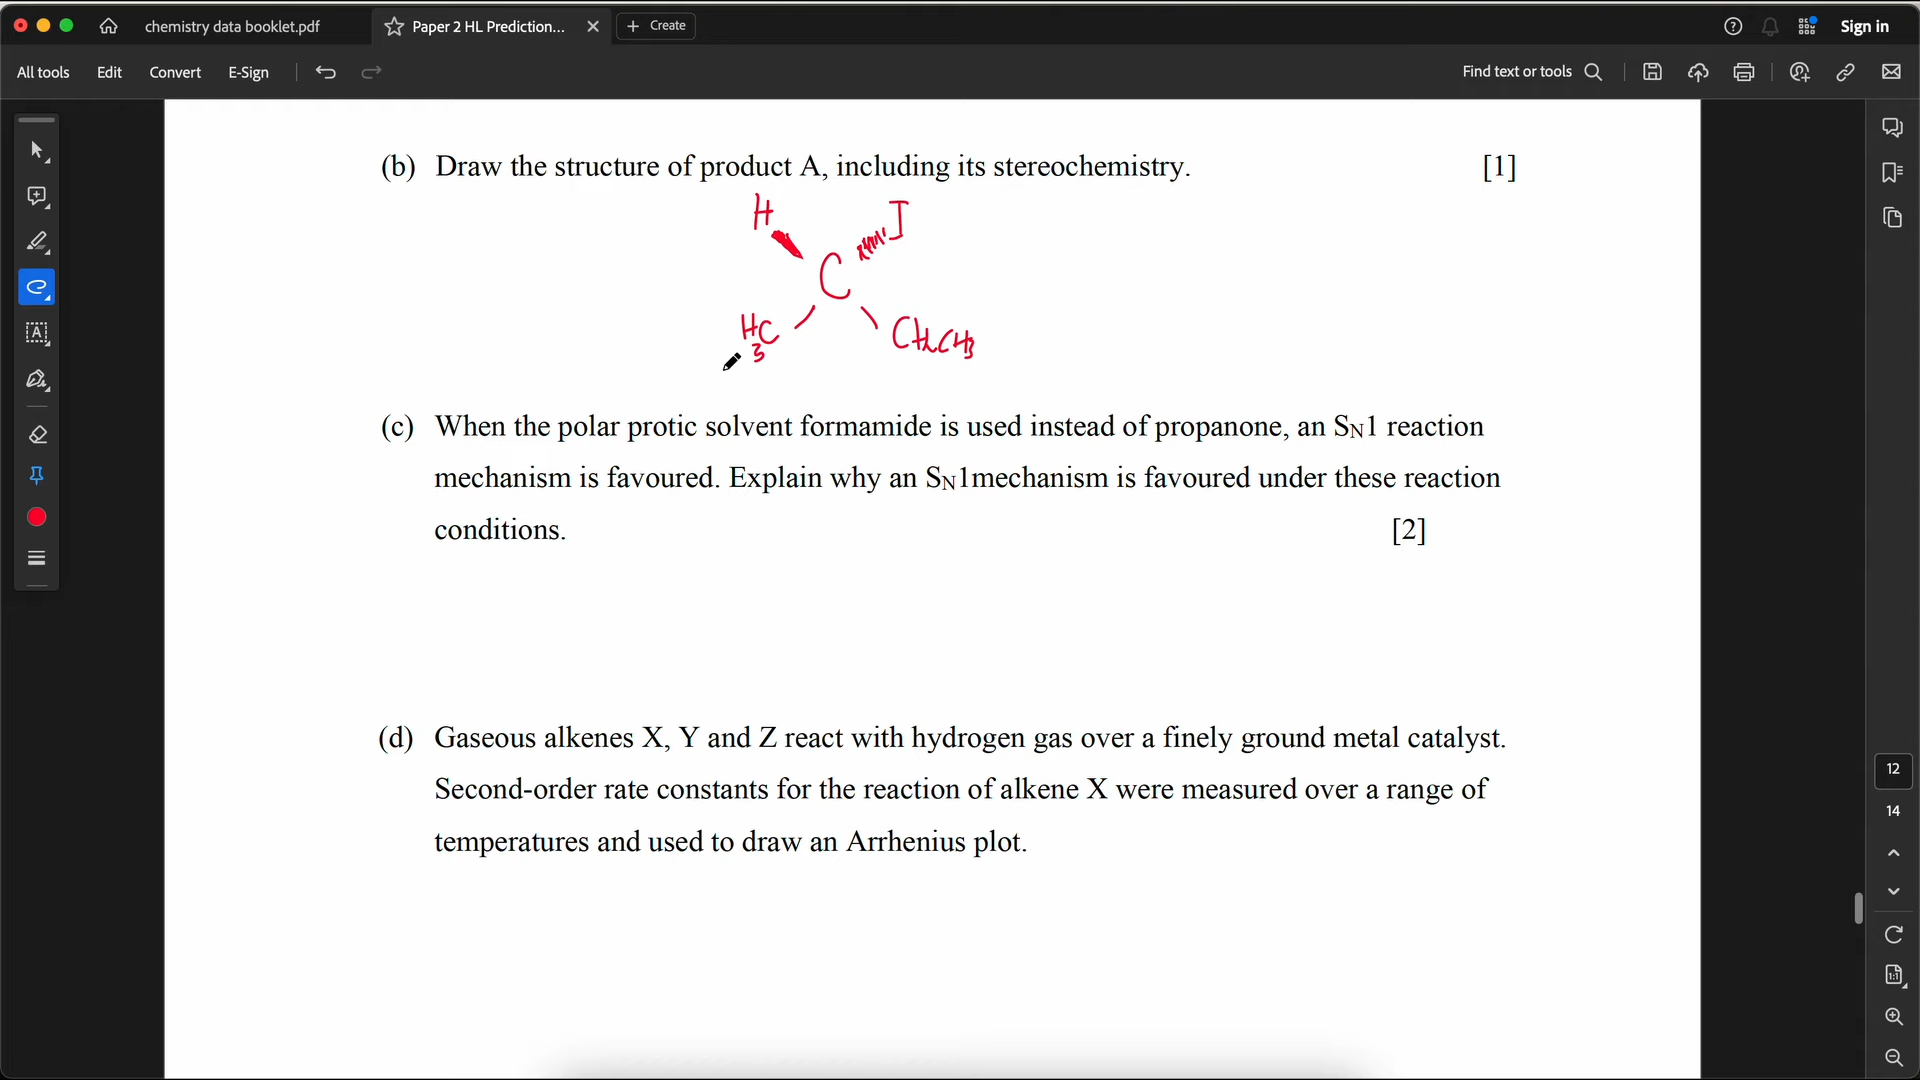 chemistry data booklet.pdf
Paper 2 HL Prediction...
Create
Sign in
All tools
Edit
Convert
E-Sign
Find text or tools
(b) Draw the structure of product A, including its stereochemistry. [1]
H I
C
H3C CH2CH3
(c) When the polar protic solvent formamide is used instead of propanone, an SN1 reaction
mechanism is favoured. Explain why an SN1mechanism is favoured under these reaction
conditions. [2]
(d) Gaseous alkenes X, Y and Z react with hydrogen gas over a finely ground metal catalyst.
Second-order rate constants for the reaction of alkene X were measured over a range of
temperatures and used to draw an Arrhenius plot.
A
12
14
1:1